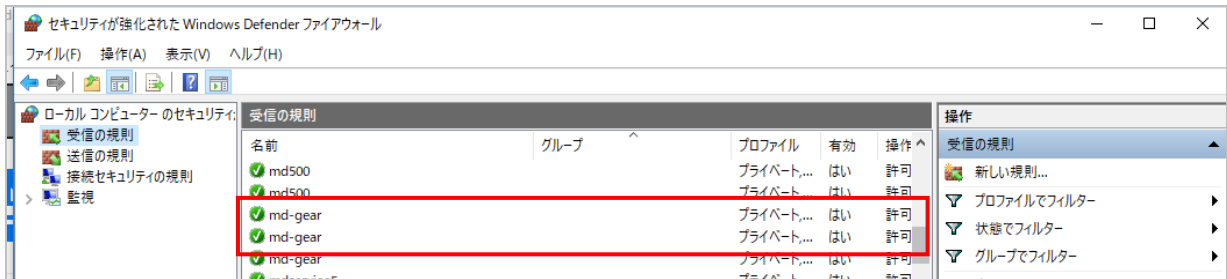 セキュリティが強化された Windows Defender ファイアウォール
ファイル(F) 操作(A) 表示(V) ヘルプ(H)
ローカル コンピューター のセキュリティ
受信の規則
送信の規則
接続セキュリティの規則
監視
受信の規則
名前 グループ プロファイル 有効 操作
md500 プライベート,... はい 許可
md500 プライベート,... はい 許可
md-gear プライベート,... はい 許可
md-gear プライベート,... はい 許可
md-gear プライベート,... はい 許可
操作
受信の規則
新しい規則...
プロファイルでフィルター
状態でフィルター
グループでフィルター